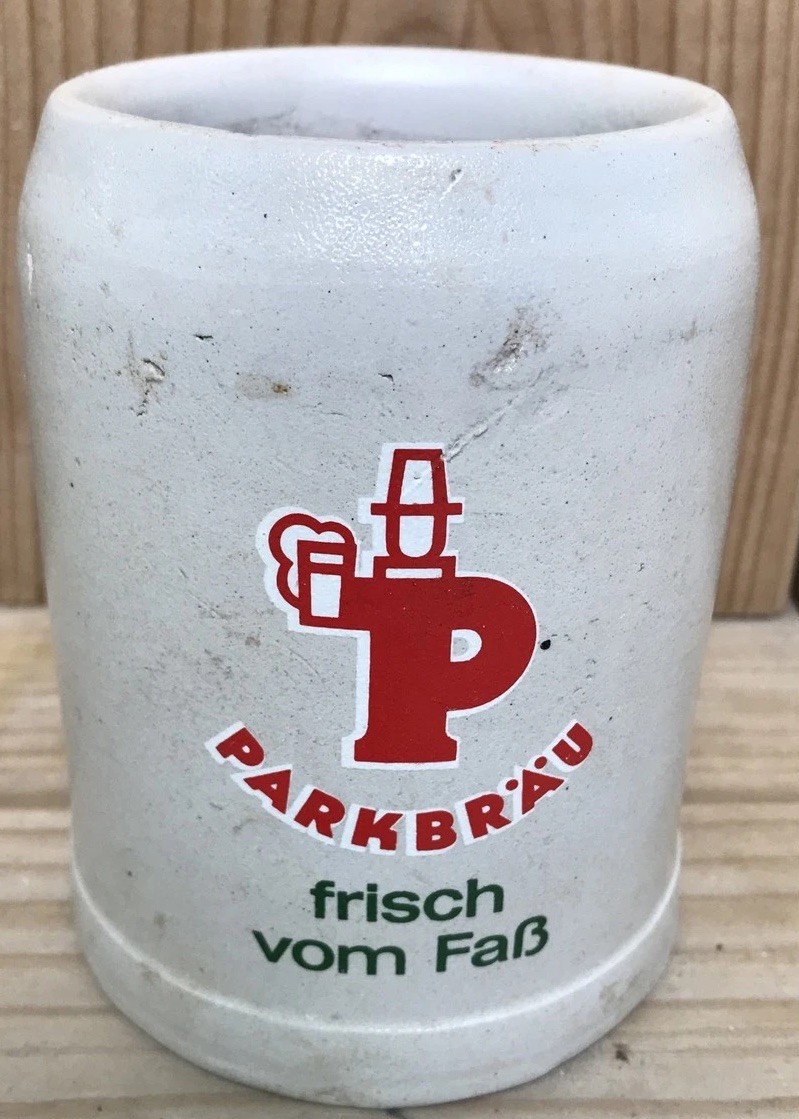 P
PARKBRÄU
frisch
vom Faß